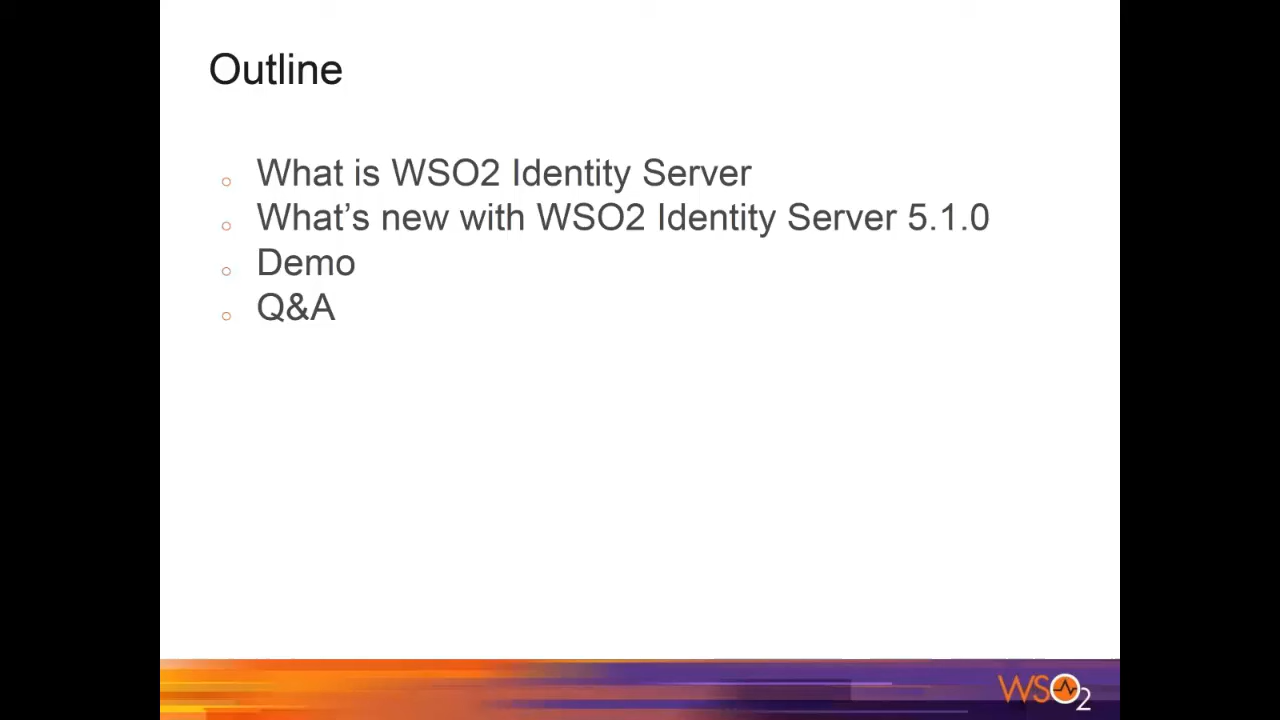 Outline
What is WSO2 Identity Server
What’s new with WSO2 Identity Server 5.1.0
Demo
Q&A
WSO2